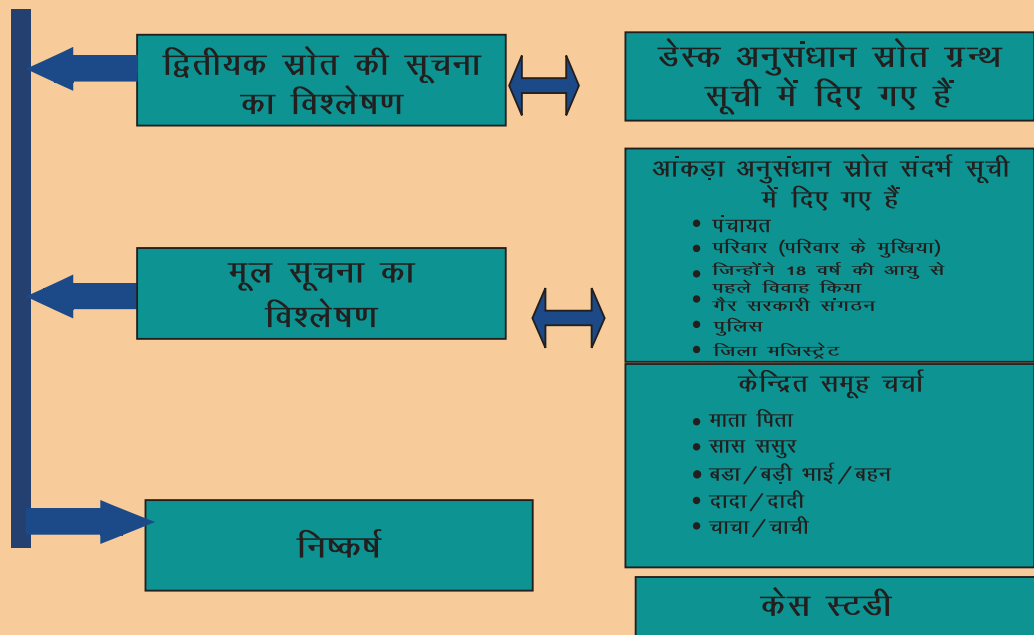 द्वितीयक स्रोत की सूचना
का विश्लेषण
डेस्क अनुसंधान स्रोत ग्रन्थ
सूची में दिए गए हैं
मूल सूचना का
विश्लेषण
आंकड़ा अनुसंधान स्रोत संदर्भ सूची
में दिए गए हैं
• पंचायत
• परिवार (परिवार के मुखिया)
• जिन्होंने 18 वर्ष की आयु से
पहले विवाह किया
• गैर सरकारी संगठन
• पुलिस
• जिला मजिस्ट्रेट
केन्द्रित समूह चर्चा
• माता पिता
• सास ससुर
• बडा/बड़ी भाई/बहन
• दादा/दादी
• चाचा/चाची
निष्कर्ष
केस स्टडी